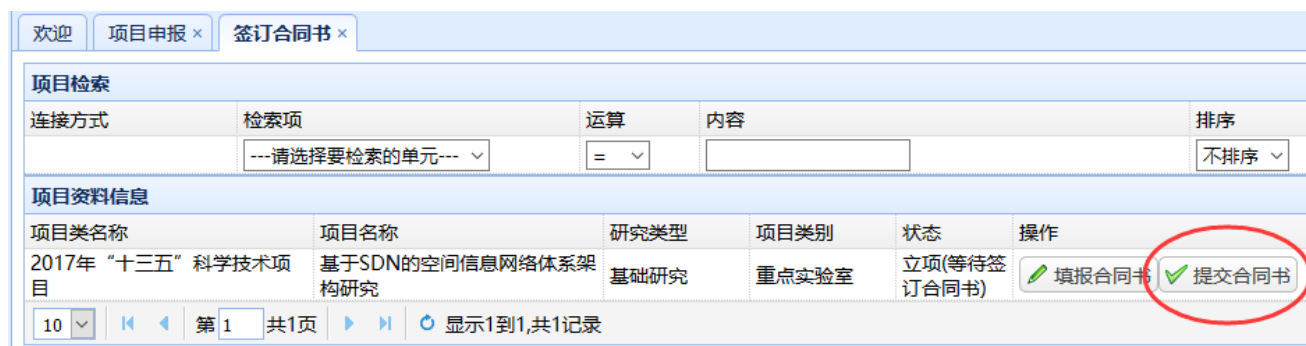 欢迎 项目申报 × 签订合同书 ×
项目检索
连接方式 检索项 运算 内容 排序
---请选择要检索的单元--- = 不排序
项目资料信息
项目类名称 项目名称 研究类型 项目类别 状态 操作
2017年“十三五”科学技术项 基于SDN的空间信息网络体系架 基础研究 重点实验室 立项(等待签 填报合同书 提交合同书
目 构研究 订合同书)
10 第 1 共1页 显示1到1,共1记录